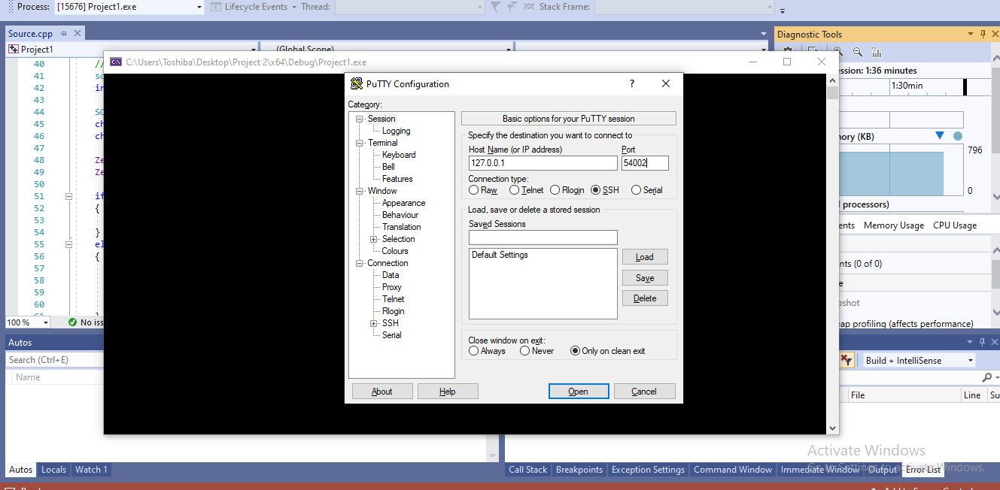 Process: [15676] Project1.exe Lifecycle Events Thread: Stack Frame:
Source.cpp
Diagnostic Tools
Project1 (Global Scope)
C:\Users\Toshiba\Desktop\Project 2\x64\Debug\Project1.exe
40 //
41 sc
42 in
43
44 SC
45 ch
46 ch
47
48 Ze
49 Ze
50
51 if
52 {
53
54 }
55 el
56 {
57
58
59
60
100 % No iss
ession: 1:36 minutes
1:30min
mory (KB)
796
0
l processors)
ents Memory Usage CPU Usage
nts (0 of 0)
e
pshot
eap profiling (affects performance)
PuTTY Configuration ?
Category:
Session
Logging
Terminal
Keyboard
Bell
Features
Window
Appearance
Behaviour
Translation
Selection
Colours
Connection
Data
Proxy
Telnet
Rlogin
SSH
Serial
Basic options for your PuTTY session
Specify the destination you want to connect to
Host Name (or IP address) Port
127.0.0.1 54002
Connection type:
Raw Telnet Rlogin SSH Serial
Load, save or delete a stored session
Saved Sessions
Default Settings
Load
Save
Delete
Close window on exit:
Always Never Only on clean exit
About Help Open Cancel
Autos
Search (Ctrl+E)
Name
Build + IntelliSense
File Line Su
Activate Windows
Go to Settings to activate Windows.
Autos Locals Watch 1
Call Stack Breakpoints Exception Settings Command Window Immediate Window Output Error List